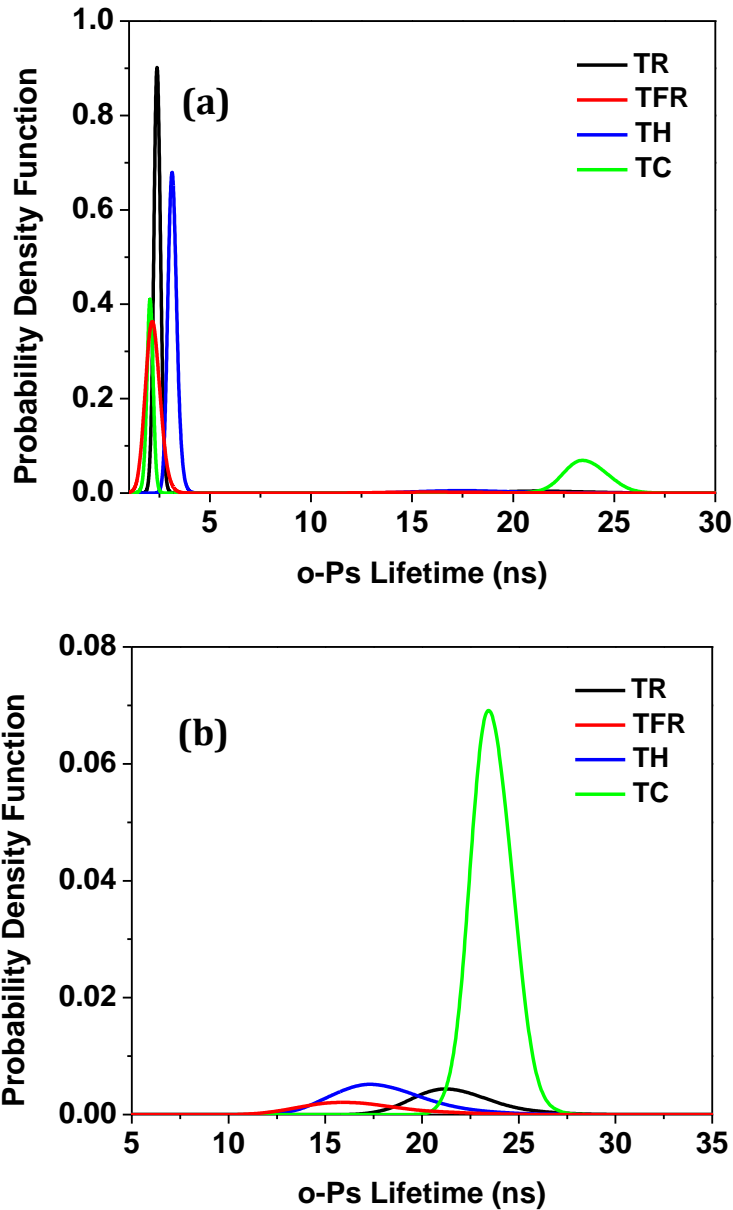 (a)
TR
TFR
TH
TC
Probability Density Function
1.0
0.8
0.6
0.4
0.2
0.0
5 10 15 20 25 30
o-Ps Lifetime (ns)
(b)
TR
TFR
TH
TC
Probability Density Function
0.08
0.06
0.04
0.02
0.00
5 10 15 20 25 30 35
o-Ps Lifetime (ns)